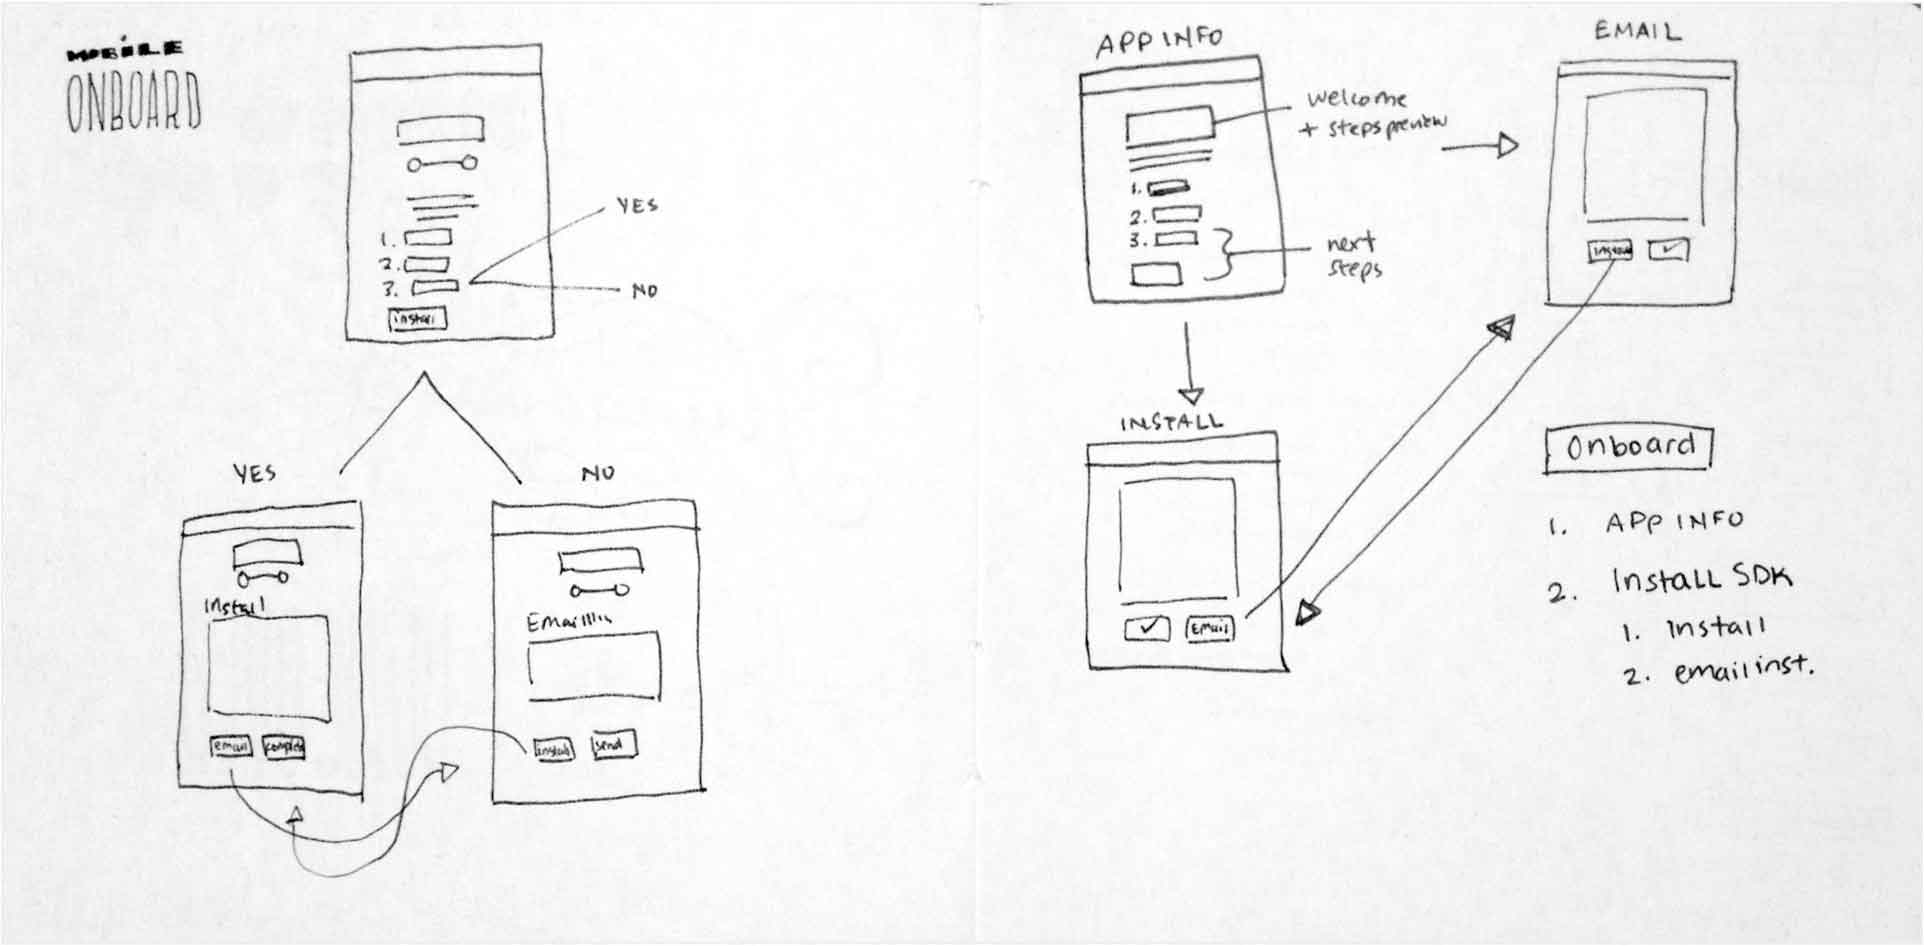 MOBILE
ONBOARD
YES
1.
2.
3.
NO
install
YES
NO
Install
email
complete
install
send
APP INFO
welcome
+ steps preview
1.
2.
3.
next
steps
EMAIL
install
INSTALL
Email
Onboard
1. APP INFO
2. Install SDK
1. install
2. email inst.